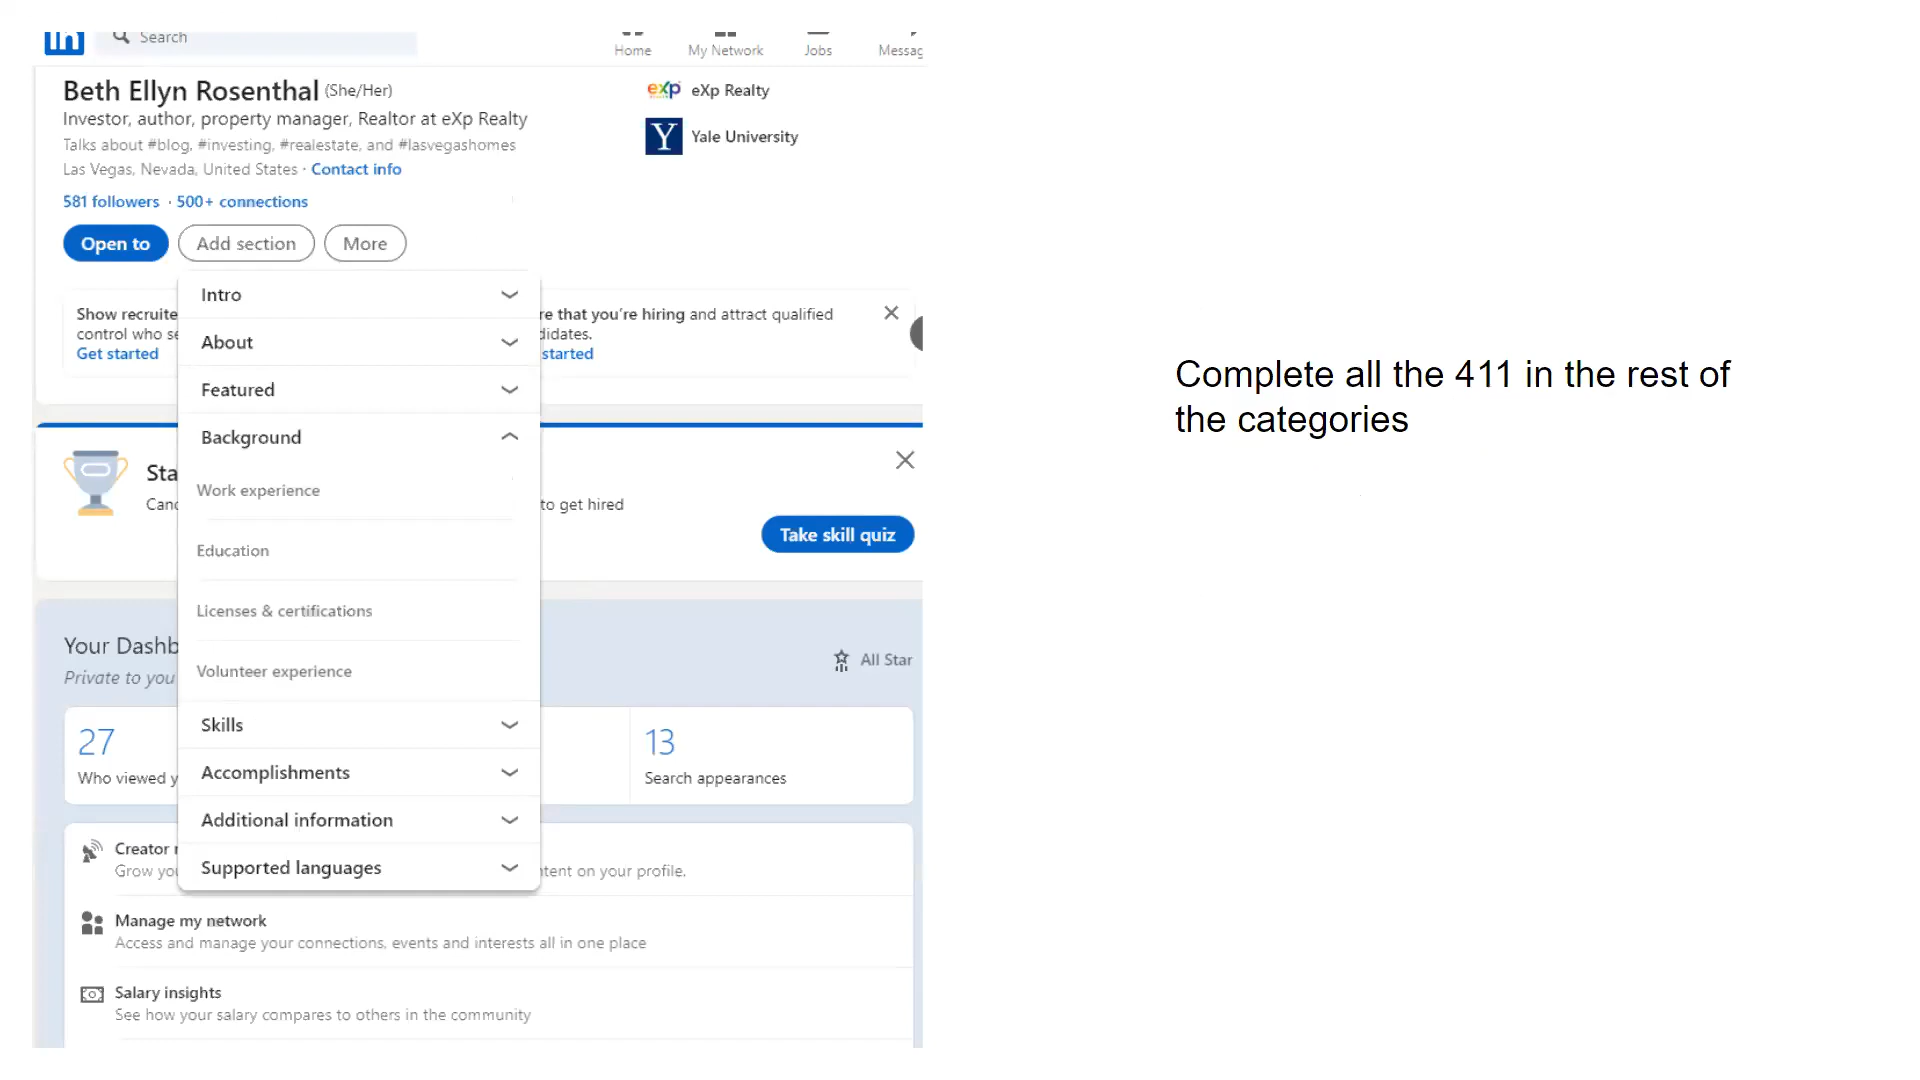 in
Search
Home
My Network
Jobs
Messag
Beth Ellyn Rosenthal (She/Her)
Investor, author, property manager, Realtor at eXp Realty
Talks about #blog, #investing, #realestate, and #lasvegashomes
Las Vegas, Nevada, United States · Contact info
581 followers · 500+ connections
exp eXp Realty
Y Yale University
Open to
Add section
More
Show recruite
control who se
Get started
re that you're hiring and attract qualified
didates.
started
Intro
About
Featured
Background
Work experience
Education
Licenses & certifications
Volunteer experience
Skills
Accomplishments
Additional information
Supported languages
Sta
Canc
to get hired
Take skill quiz
Your Dashb
Private to you
All Star
27
Who viewed y
13
Search appearances
Creator r
Grow you
ntent on your profile.
Manage my network
Access and manage your connections, events and interests all in one place
Salary insights
See how your salary compares to others in the community
Complete all the 411 in the rest of
the categories